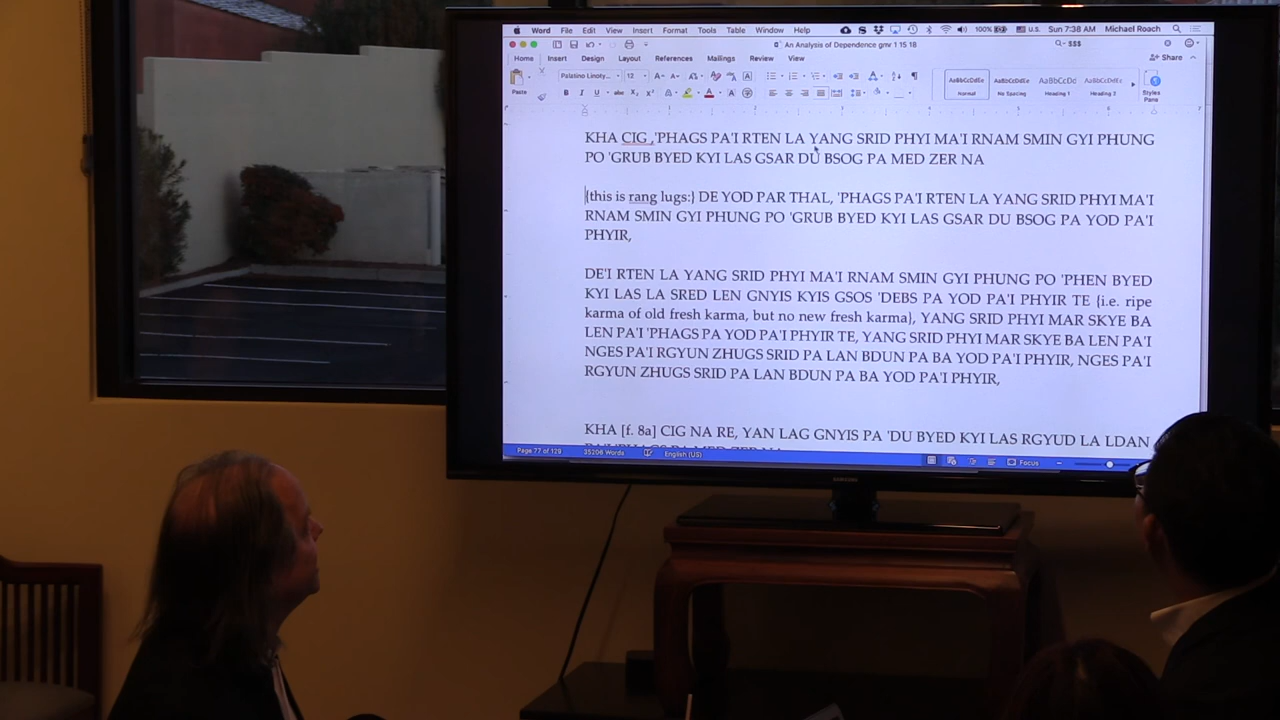 Word File Edit View Insert Format Tools Table Window Help 100% U.S. Sun 7:38 AM Michael Roach
An Analysis of Dependence gmr 1 15 18 $$$
Home Insert Design Layout References Mailings Review View Share
Palatino Linoty... 12
Paste
AaBbCcDdEe AaBbCcDdEe AaBbCcDc AaBbCcDdEe
Normal No Spacing Heading 1 Heading 2 Styles Pane
KHA CIG ,'PHAGS PA'I RTEN LA YANG SRID PHYI MA'I RNAM SMIN GYI PHUNG
PO 'GRUB BYED KYI LAS GSAR DU BSOG PA MED ZER NA
{this is rang lugs:} DE YOD PAR THAL, 'PHAGS PA'I RTEN LA YANG SRID PHYI MA'I
RNAM SMIN GYI PHUNG PO 'GRUB BYED KYI LAS GSAR DU BSOG PA YOD PA'I
PHYIR,
DE'I RTEN LA YANG SRID PHYI MA'I RNAM SMIN GYI PHUNG PO 'PHEN BYED
KYI LAS LA SRED LEN GNYIS KYIS GSOS 'DEBS PA YOD PA'I PHYIR TE {i.e. ripe
karma of old fresh karma, but no new fresh karma}, YANG SRID PHYI MAR SKYE BA
LEN PA'I 'PHAGS PA YOD PA'I PHYIR TE, YANG SRID PHYI MAR SKYE BA LEN PA'I
NGES PA'I RGYUN ZHUGS SRID PA LAN BDUN PA BA YOD PA'I PHYIR, NGES PA'I
RGYUN ZHUGS SRID PA LAN BDUN PA BA YOD PA'I PHYIR,
KHA [f. 8a] CIG NA RE, YAN LAG GNYIS PA 'DU BYED KYI LAS RGYUD LA LDAN
Page 77 of 129 35206 Words English (US) Focus
SAMSUNG